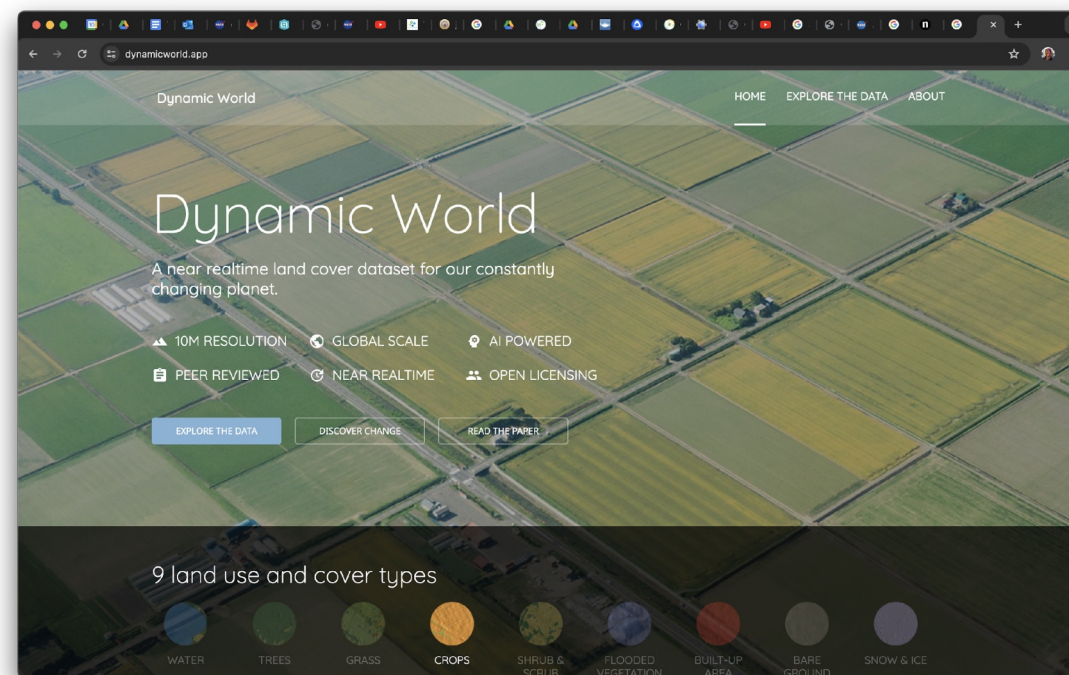 dynamicworld.app
Dynamic World
HOME EXPLORE THE DATA ABOUT
Dynamic World
A near realtime land cover dataset for our constantly
changing planet.
10M RESOLUTION GLOBAL SCALE AI POWERED
PEER REVIEWED NEAR REALTIME OPEN LICENSING
EXPLORE THE DATA DISCOVER CHANGE READ THE PAPER
9 land use and cover types
WATER TREES GRASS CROPS SHRUB & FLOODED BUILT-UP BARE SNOW & ICE
SCRUB VEGETATION AREA GROUND